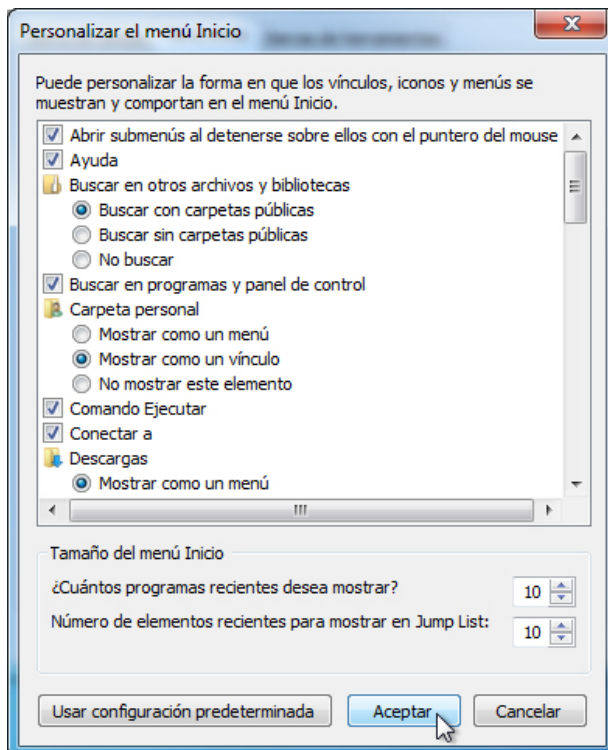 Personalizar el menú Inicio
Puede personalizar la forma en que los vínculos, iconos y menús se
muestran y comportan en el menú Inicio.
Abrir submenús al detenerse sobre ellos con el puntero del mouse
Ayuda
Buscar en otros archivos y bibliotecas
Buscar con carpetas públicas
Buscar sin carpetas públicas
No buscar
Buscar en programas y panel de control
Carpeta personal
Mostrar como un menú
Mostrar como un vínculo
No mostrar este elemento
Comando Ejecutar
Conectar a
Descargas
Mostrar como un menú
Tamaño del menú Inicio
¿Cuántos programas recientes desea mostrar? 10
Número de elementos recientes para mostrar en Jump List: 10
Usar configuración predeterminada Aceptar Cancelar